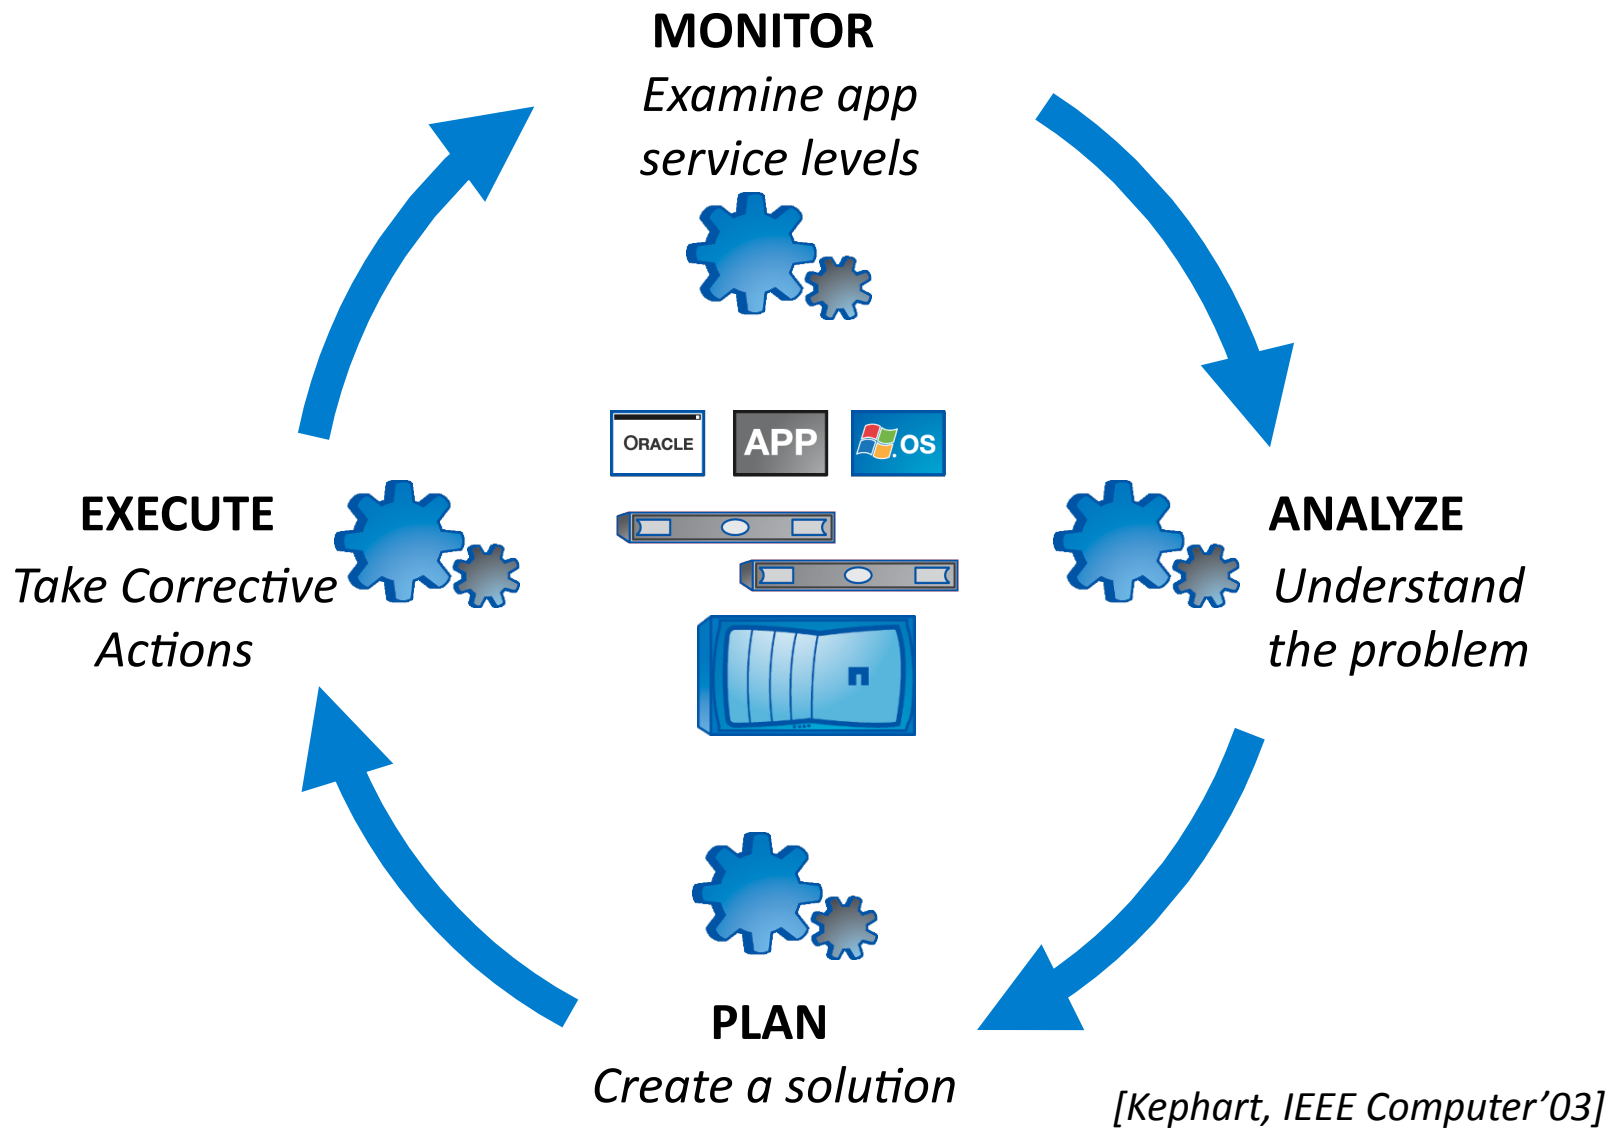 MONITOR
Examine app
service levels
ORACLE
APP
.OS
EXECUTE
Take Corrective
Actions
ANALYZE
Understand
the problem
PLAN
Create a solution
[Kephart, IEEE Computer’03]